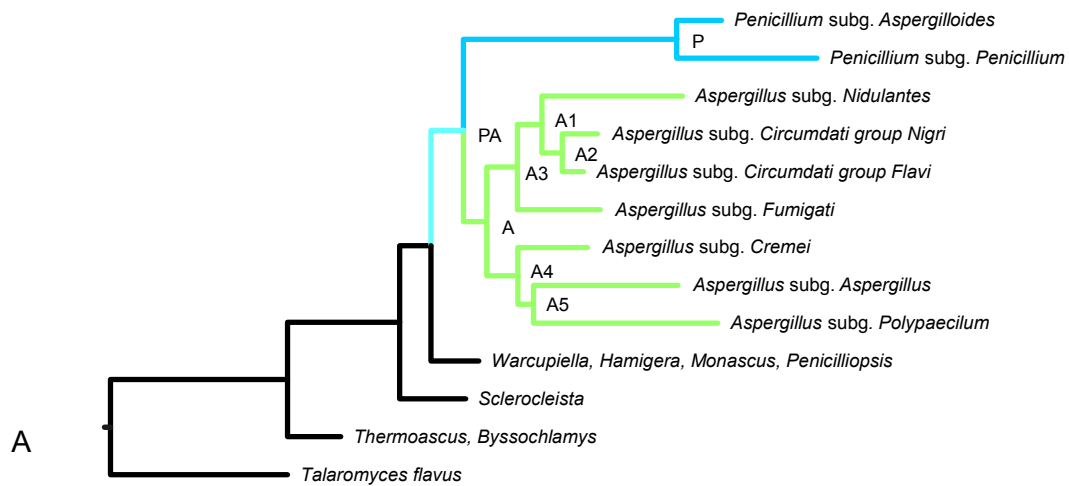 Penicillium subg. Aspergilloides
P
Penicillium subg. Penicillium
Aspergillus subg. Nidulantes
A1
PA
Aspergillus subg. Circumdati group Nigri
A2
A3
Aspergillus subg. Circumdati group Flavi
Aspergillus subg. Fumigati
A
Aspergillus subg. Cremei
A4
Aspergillus subg. Aspergillus
A5
Aspergillus subg. Polypaecilum
Warcupiella, Hamigera, Monascus, Penicilliopsis
Sclerocleista
Thermoascus, Byssochlamys
A
Talaromyces flavus